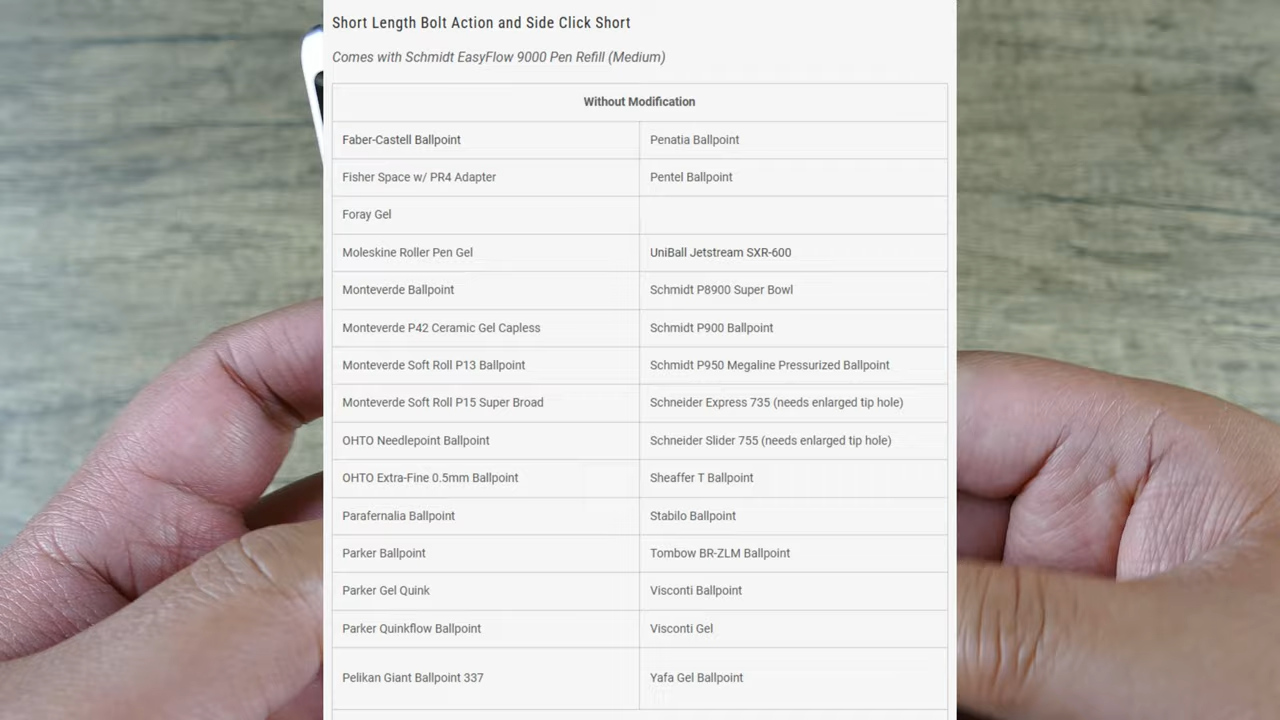 Short Length Bolt Action and Side Click Short
Comes with Schmidt EasyFlow 9000 Pen Refill (Medium)
Without Modification
Faber-Castell Ballpoint
Penatia Ballpoint
Fisher Space w/ PR4 Adapter
Pentel Ballpoint
Foray Gel
Moleskine Roller Pen Gel
UniBall Jetstream SXR-600
Monteverde Ballpoint
Schmidt P8900 Super Bowl
Monteverde P42 Ceramic Gel Capless
Schmidt P900 Ballpoint
Monteverde Soft Roll P13 Ballpoint
Schmidt P950 Megaline Pressurized Ballpoint
Monteverde Soft Roll P15 Super Broad
Schneider Express 735 (needs enlarged tip hole)
OHTO Needlepoint Ballpoint
Schneider Slider 755 (needs enlarged tip hole)
OHTO Extra-Fine 0.5mm Ballpoint
Sheaffer T Ballpoint
Parafernalia Ballpoint
Stabilo Ballpoint
Parker Ballpoint
Tombow BR-ZLM Ballpoint
Parker Gel Quink
Visconti Ballpoint
Parker Quinkflow Ballpoint
Visconti Gel
Pelikan Giant Ballpoint 337
Yafa Gel Ballpoint